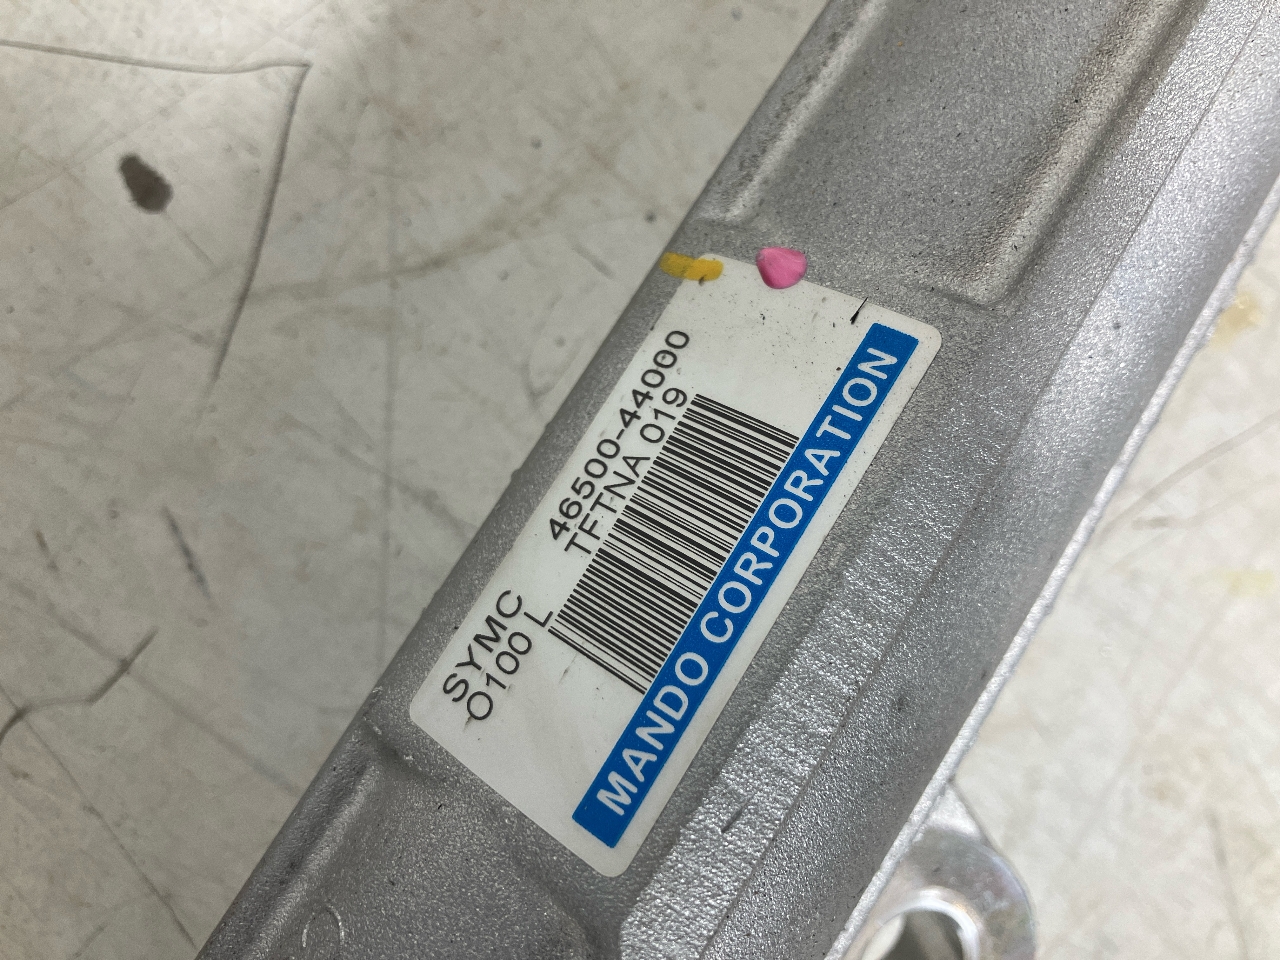 SYMC 46500-44000
O100 L TFTNA 019
MANDO CORPORATION